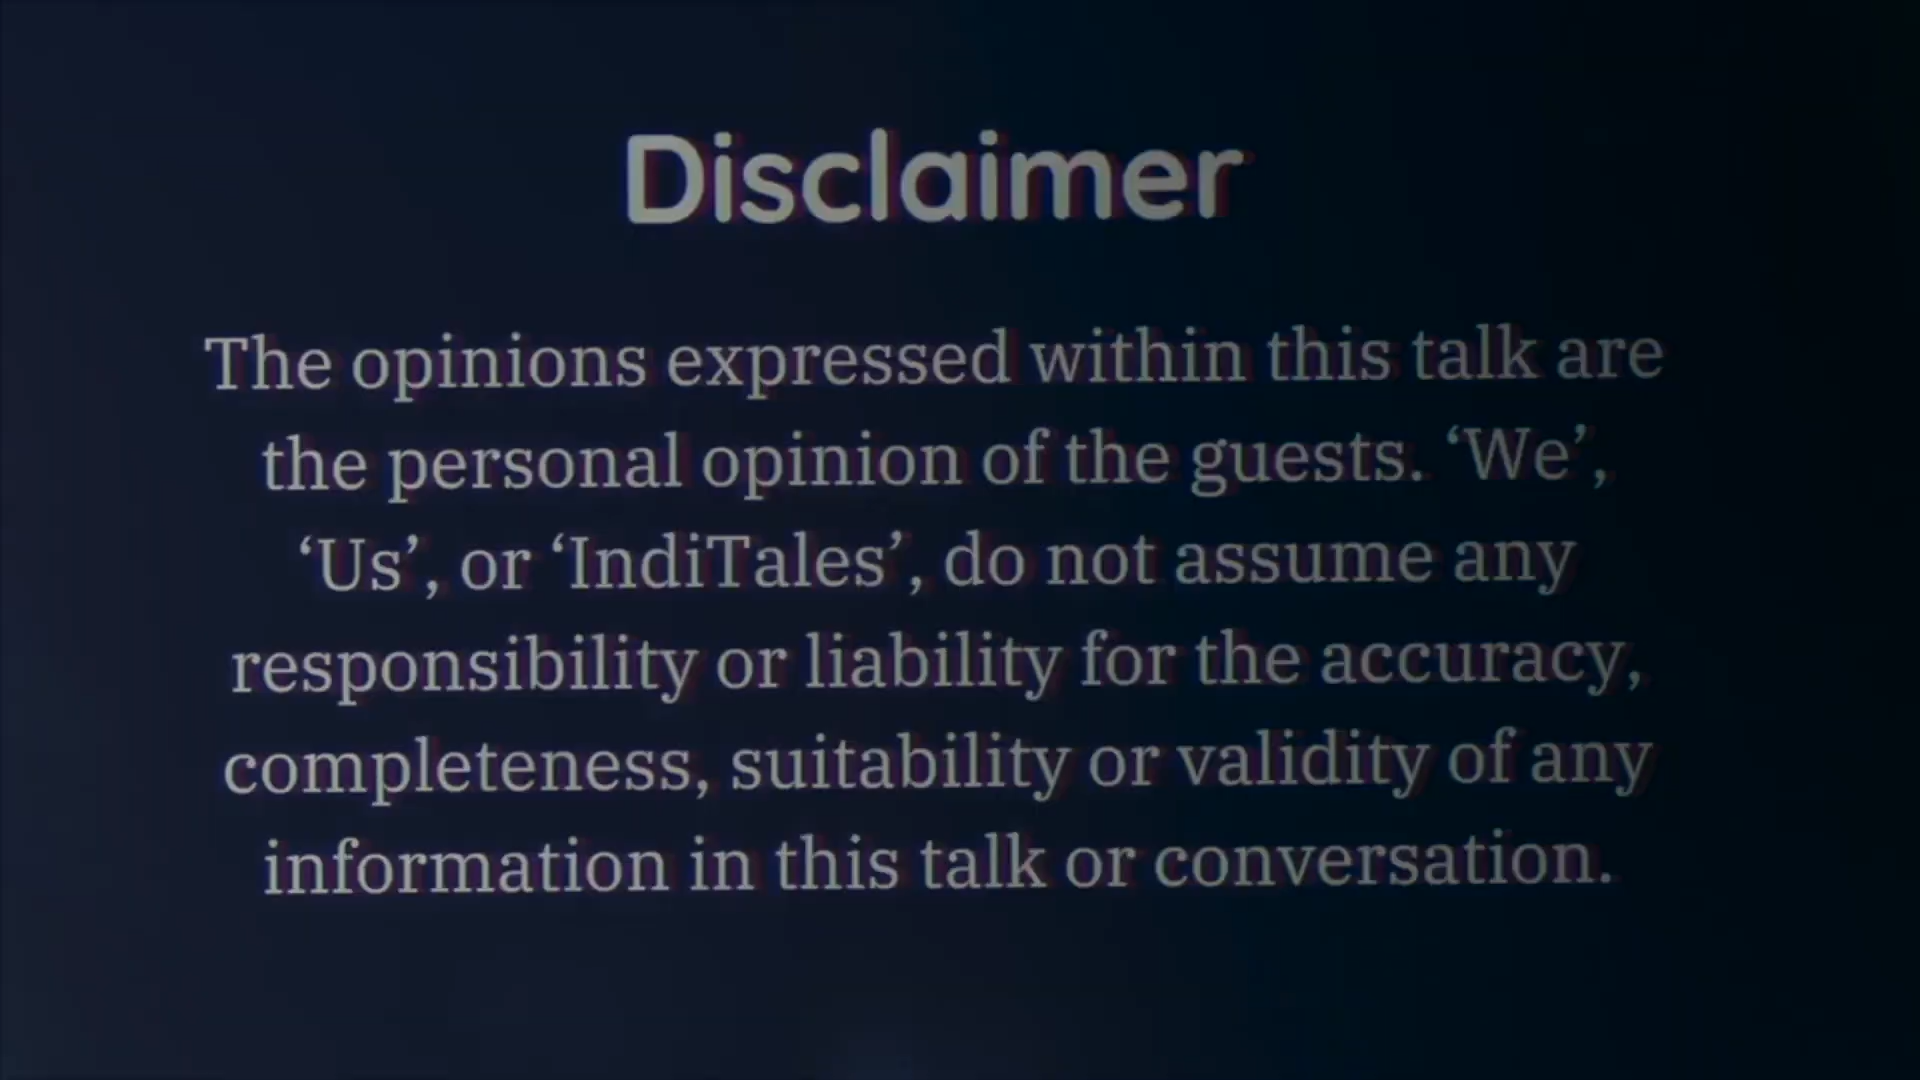 Disclaimer
The opinions expressed within this talk are
the personal opinion of the guests. ‘We’,
‘Us’, or ‘IndiTales’, do not assume any
responsibility or liability for the accuracy,
completeness, suitability or validity of any
information in this talk or conversation.